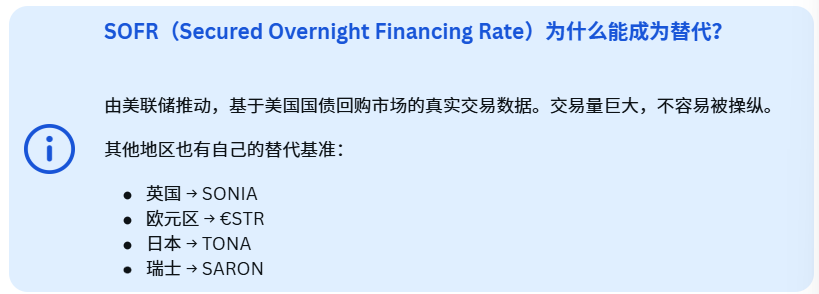 SOFR（Secured Overnight Financing Rate）为什么能成为替代？
由美联储推动，基于美国国债回购市场的真实交易数据。交易量巨大，不容易被操纵。
其他地区也有自己的替代基准：
● 英国 → SONIA
● 欧元区 → €STR
● 日本 → TONA
● 瑞士 → SARON